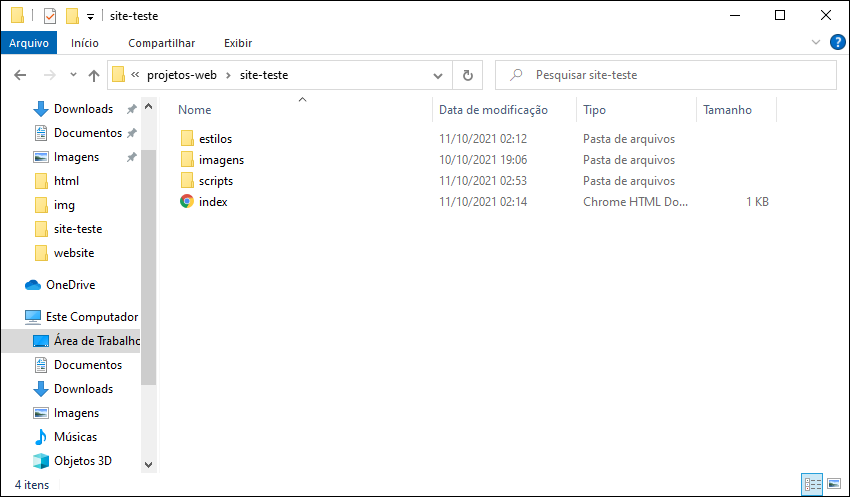 site-teste
Arquivo Início Compartilhar Exibir ?
« projetos-web › site-teste Pesquisar site-teste
Downloads
Documentos
Imagens
html
img
site-teste
website
OneDrive
Este Computador
Área de Trabalho
Documentos
Downloads
Imagens
Músicas
Objetos 3D
Nome Data de modificação Tipo Tamanho
estilos 11/10/2021 02:12 Pasta de arquivos
imagens 10/10/2021 19:06 Pasta de arquivos
scripts 11/10/2021 02:53 Pasta de arquivos
index 11/10/2021 02:14 Chrome HTML Do... 1 KB
4 itens